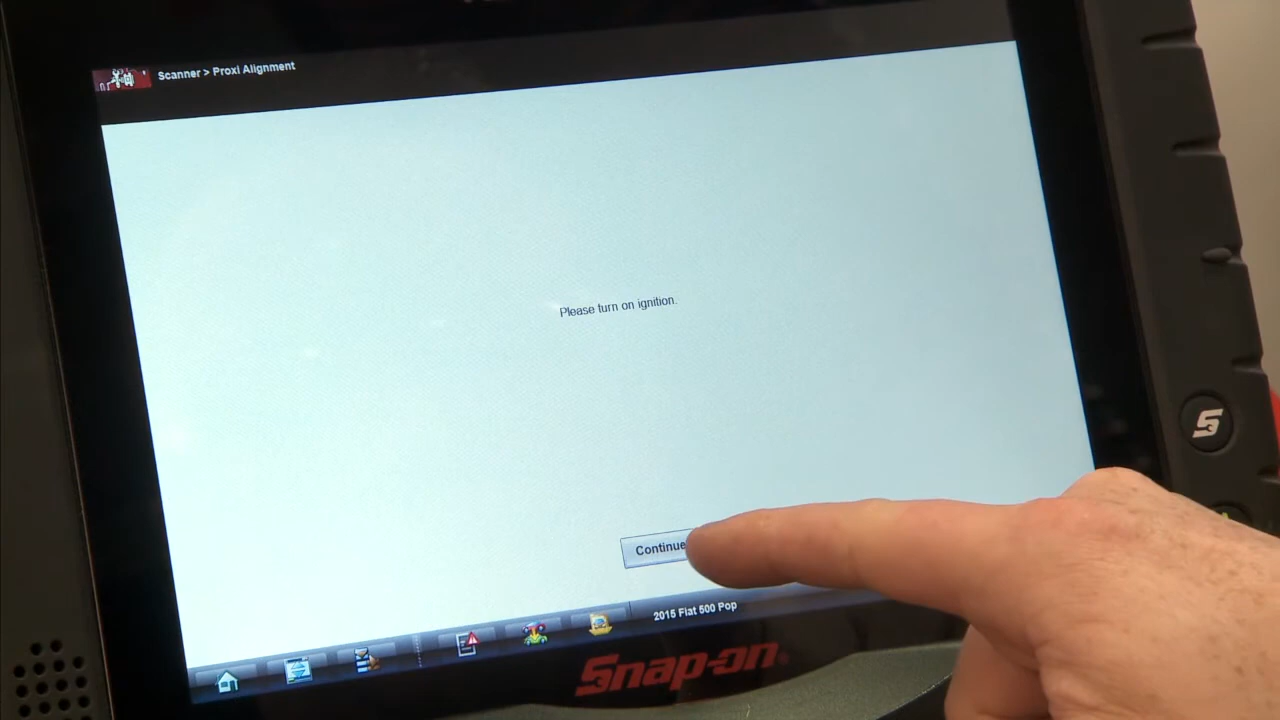 Scanner > Proxi Alignment
Please turn on ignition.
Continue
2015 Fiat 500 Pop
Snap-on